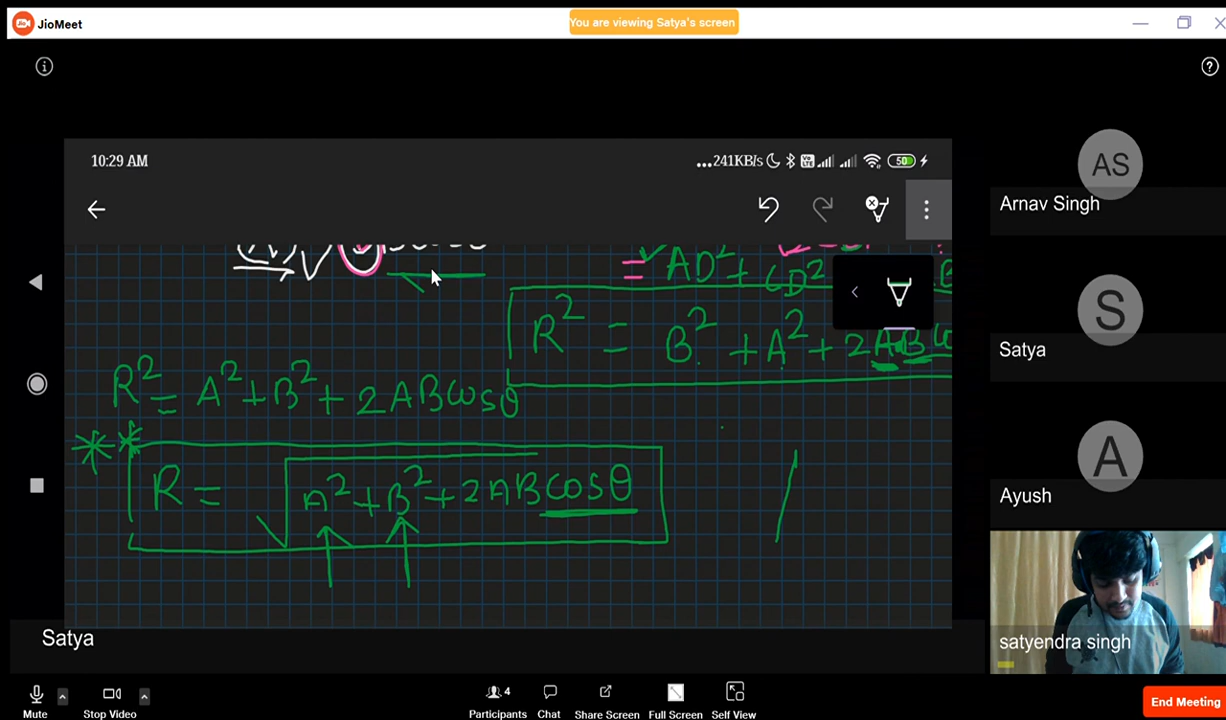 JioMeet
You are viewing Satya's screen
10:29 AM
...241KB/s
50
= AD² + CD²
R² = B² + A² + 2AB
R² = A² + B² + 2ABcosθ
** R = √A² + B² + 2ABcosθ
AS
Arnav Singh
S
Satya
A
Ayush
satyendra singh
Satya
Mute
Stop Video
4
Participants
Chat
Share Screen
Full Screen
Self View
End Meeting